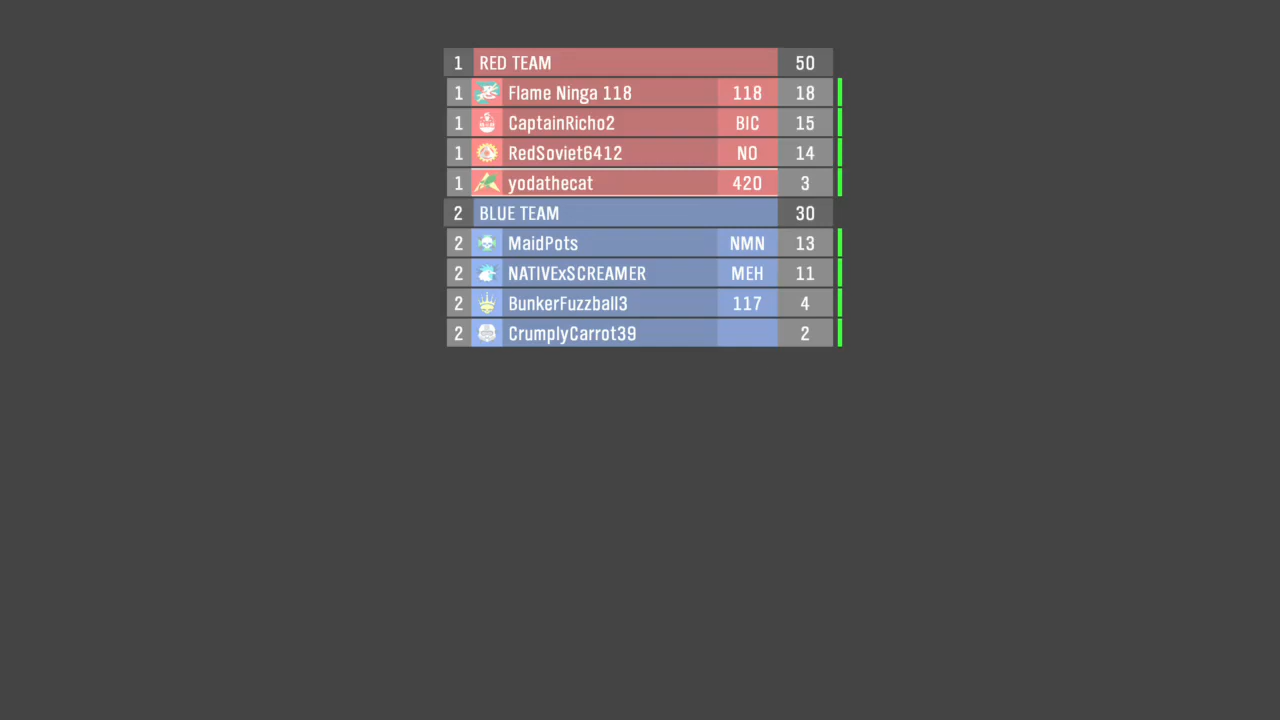 1 RED TEAM 50
1 Flame Ninga 118 118 18
1 CaptainRicho2 BIC 15
1 RedSoviet6412 NO 14
1 yodathecat 420 3
2 BLUE TEAM 30
2 MaidPots NMN 13
2 NATIVExSCREAMER MEH 11
2 BunkerFuzzball3 117 4
2 CrumplyCarrot39 2